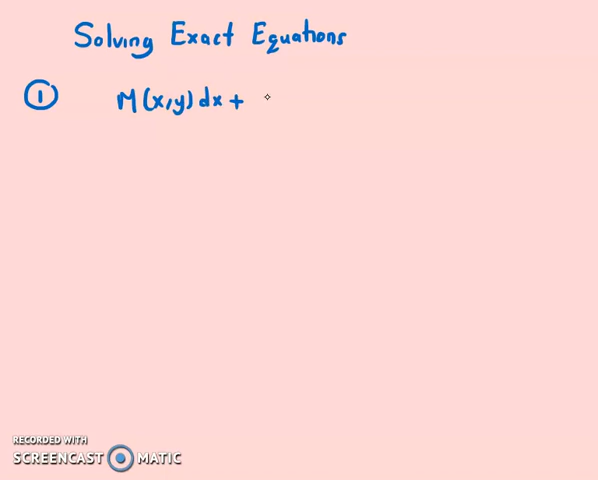 Solving Exact Equations
① M(x,y) dx +
RECORDED WITH
SCREENCAST MATIC